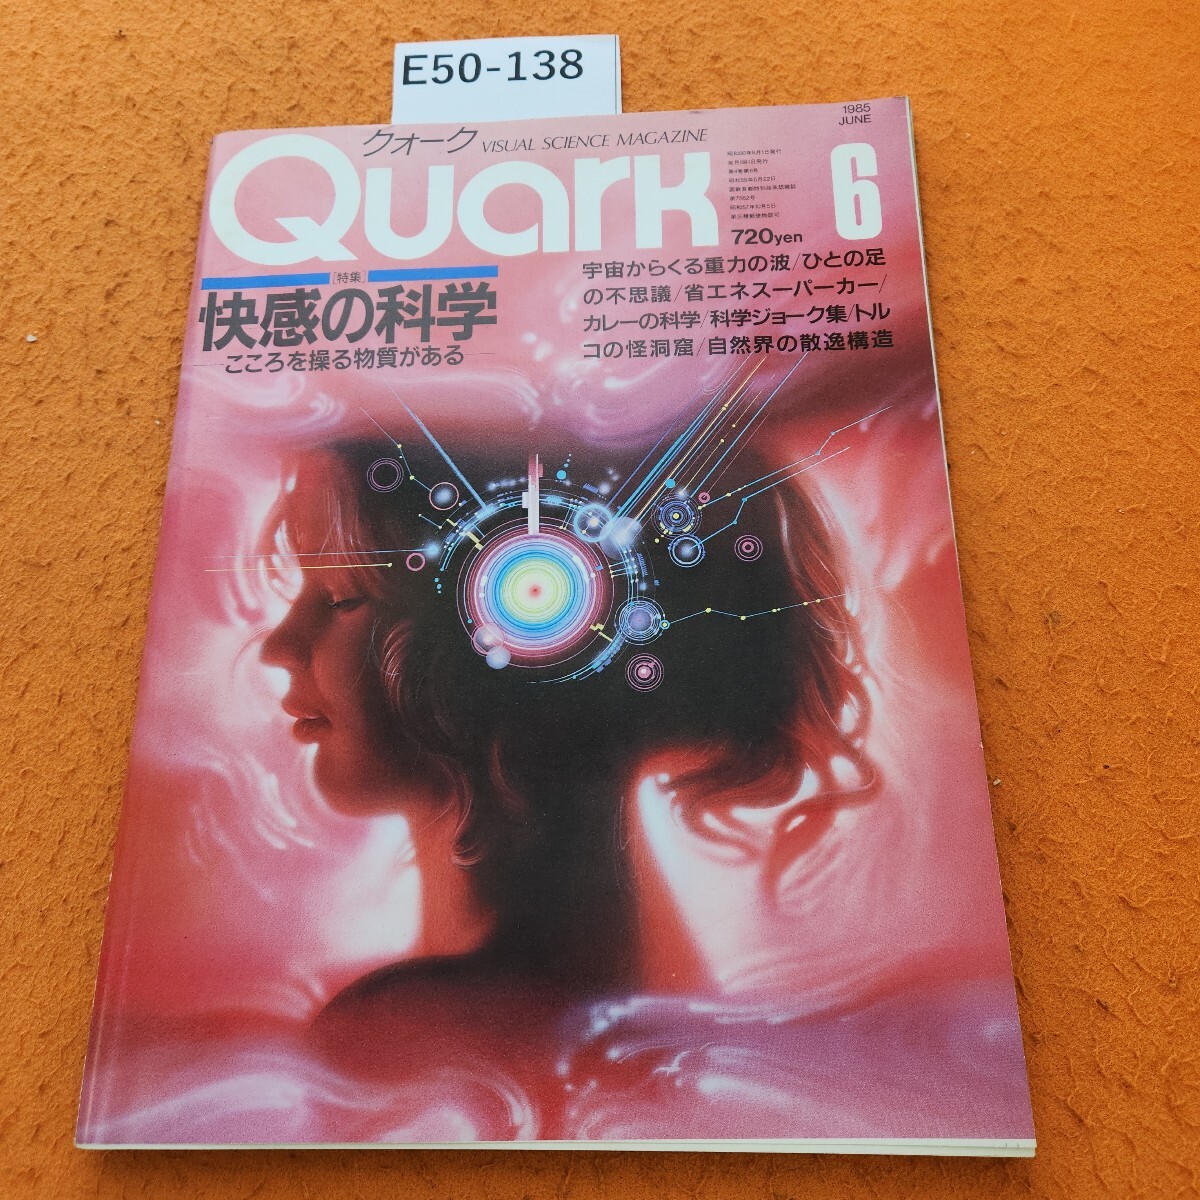 E50-138
クォーク VISUAL SCIENCE MAGAZINE
1985
JUNE
Quark
6
720yen
[特集]
快感の科学
こころを操る物質がある
宇宙からくる重力の波/ひとの足
の不思議/省エネスーパーカー/
カレーの科学/科学ジョーク集/トル
コの怪洞窟/自然界の散逸構造